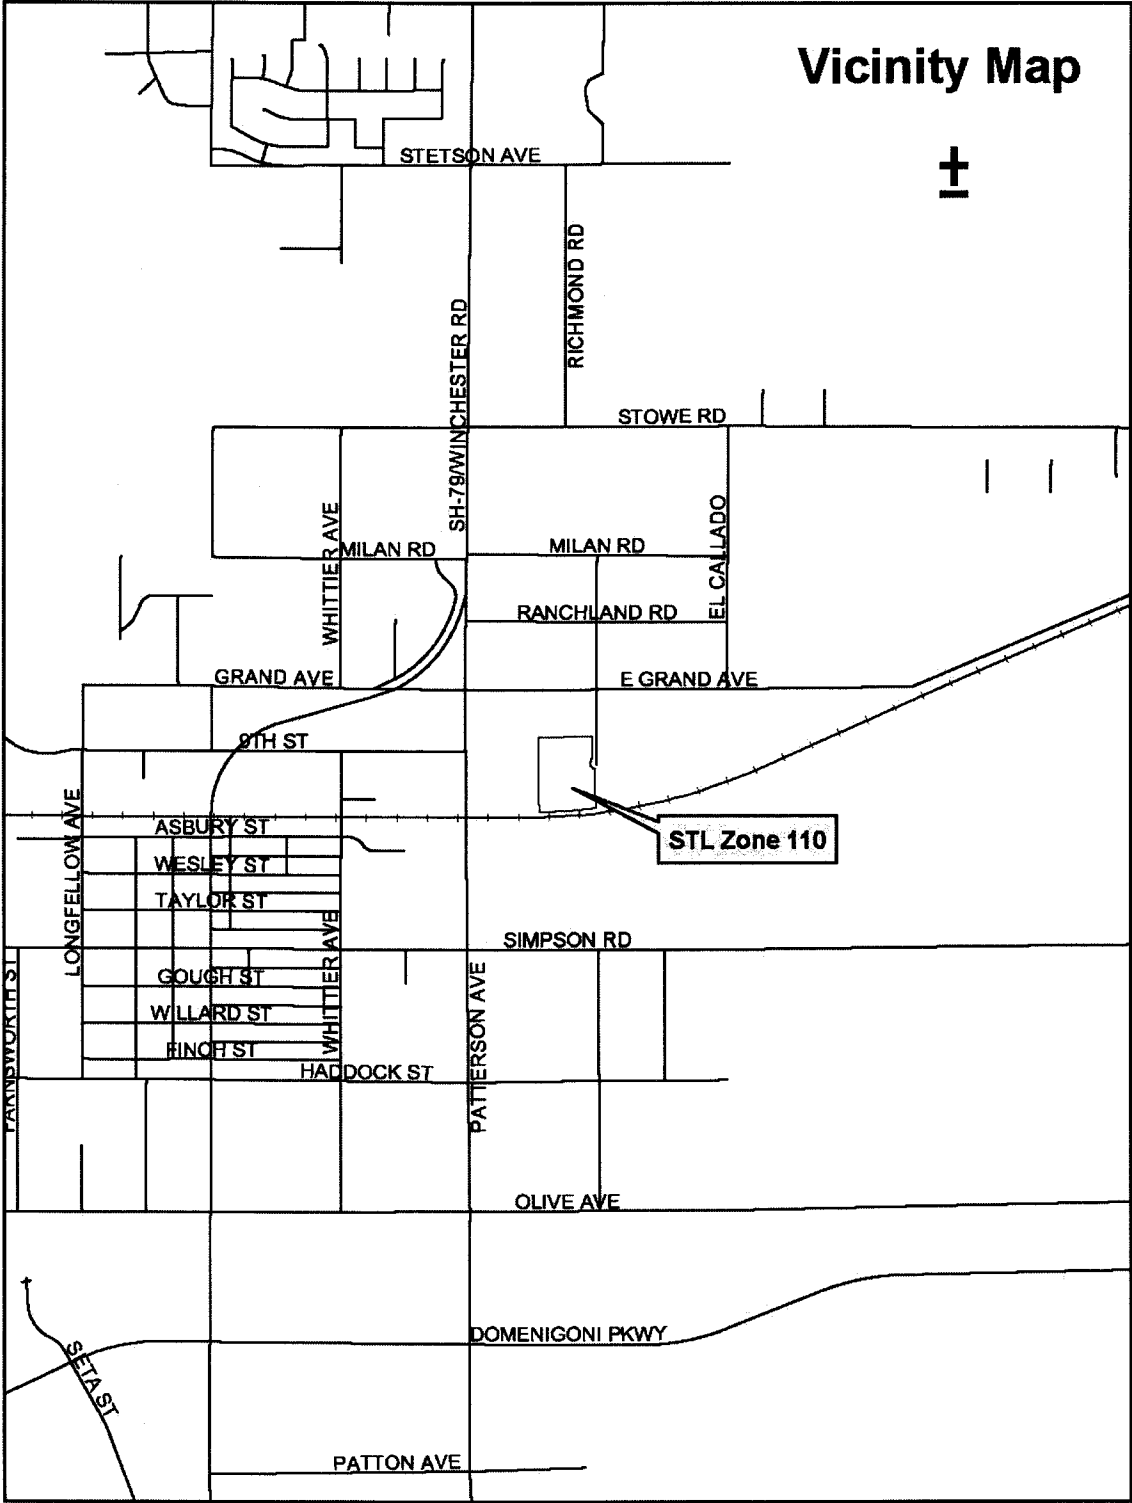 Vicinity Map
±
STETSON AVE
RICHMOND RD
SH-79/WINCHESTER RD
STOWE RD
WHITTIER AVE
MILAN RD
MILAN RD
EL CALLADO
RANCHLAND RD
GRAND AVE
E GRAND AVE
9TH ST
LONGFELLOW AVE
ASBURY ST
STL Zone 110
WESLEY ST
TAYLOR ST
WHITTIER AVE
SIMPSON RD
FARNSWORTH ST
GOUGH ST
PATTERSON AVE
WILLARD ST
FINCH ST
HADDOCK ST
OLIVE AVE
DOMENIGONI PKWY
SETA ST
PATTON AVE